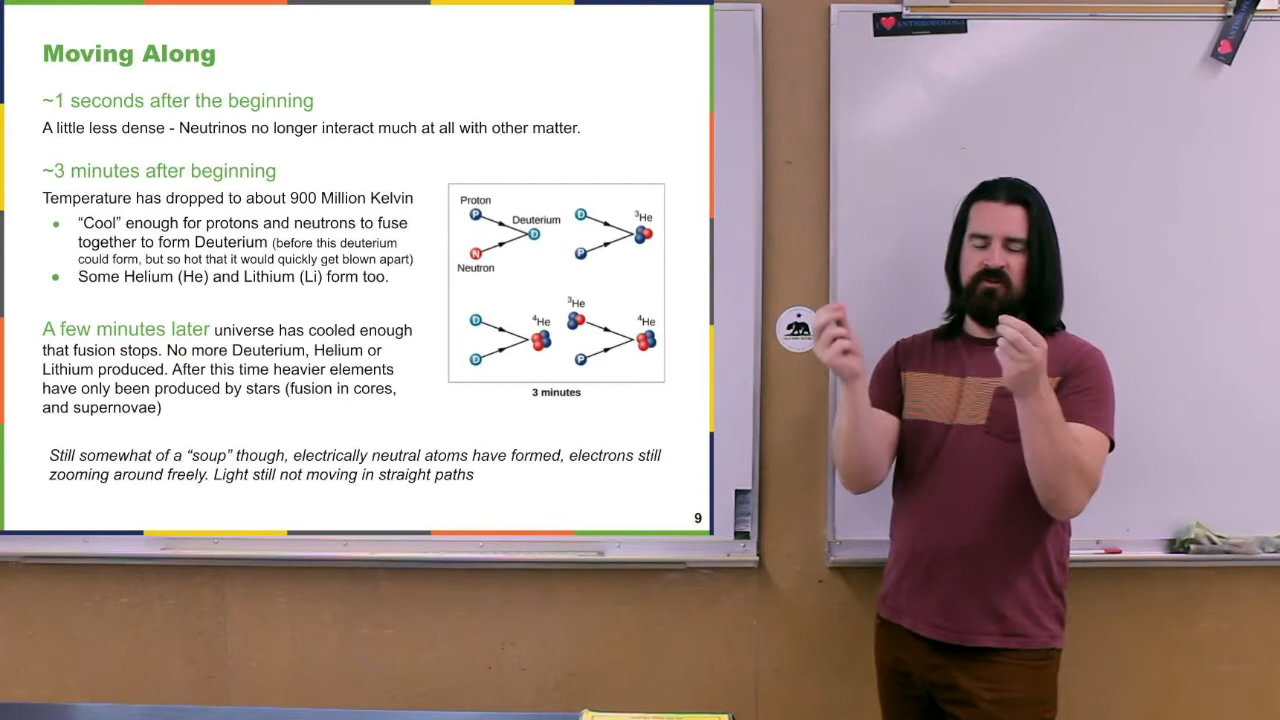 Moving Along
~1 seconds after the beginning
A little less dense - Neutrinos no longer interact much at all with other matter.
~3 minutes after beginning
Temperature has dropped to about 900 Million Kelvin
“Cool” enough for protons and neutrons to fuse
together to form Deuterium (before this deuterium
could form, but so hot that it would quickly get blown apart)
Some Helium (He) and Lithium (Li) form too.
A few minutes later universe has cooled enough
that fusion stops. No more Deuterium, Helium or
Lithium produced. After this time heavier elements
have only been produced by stars (fusion in cores,
and supernovae)
Proton
P
Deuterium
D
N
Neutron
D
³He
P
D
⁴He
D
³He
⁴He
P
3 minutes
Still somewhat of a “soup” though, electrically neutral atoms have formed, electrons still
zooming around freely. Light still not moving in straight paths
9
I ANTHROPOLOGY